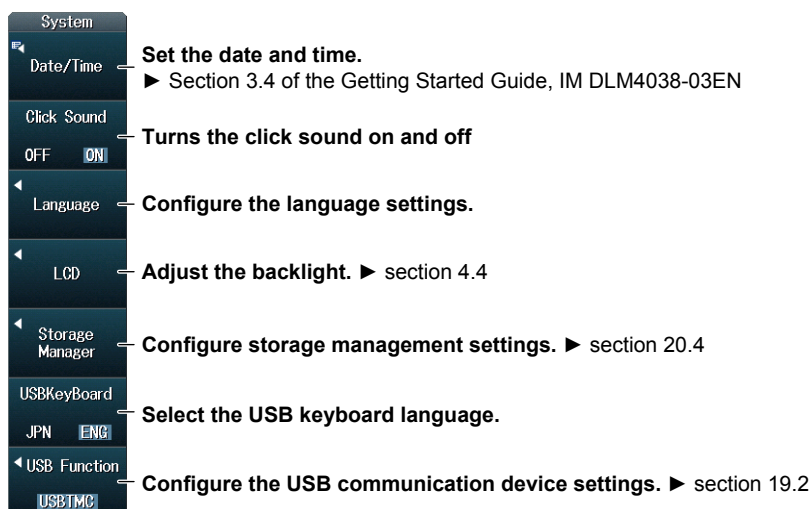 System
Date/Time
Set the date and time.
► Section 3.4 of the Getting Started Guide, IM DLM4038-03EN
Click Sound
OFF ON
Turns the click sound on and off
Language
Configure the language settings.
LCD
Adjust the backlight. ► section 4.4
Storage
Manager
Configure storage management settings. ► section 20.4
USBKeyBoard
JPN ENG
Select the USB keyboard language.
USB Function
USBTMC
Configure the USB communication device settings. ► section 19.2